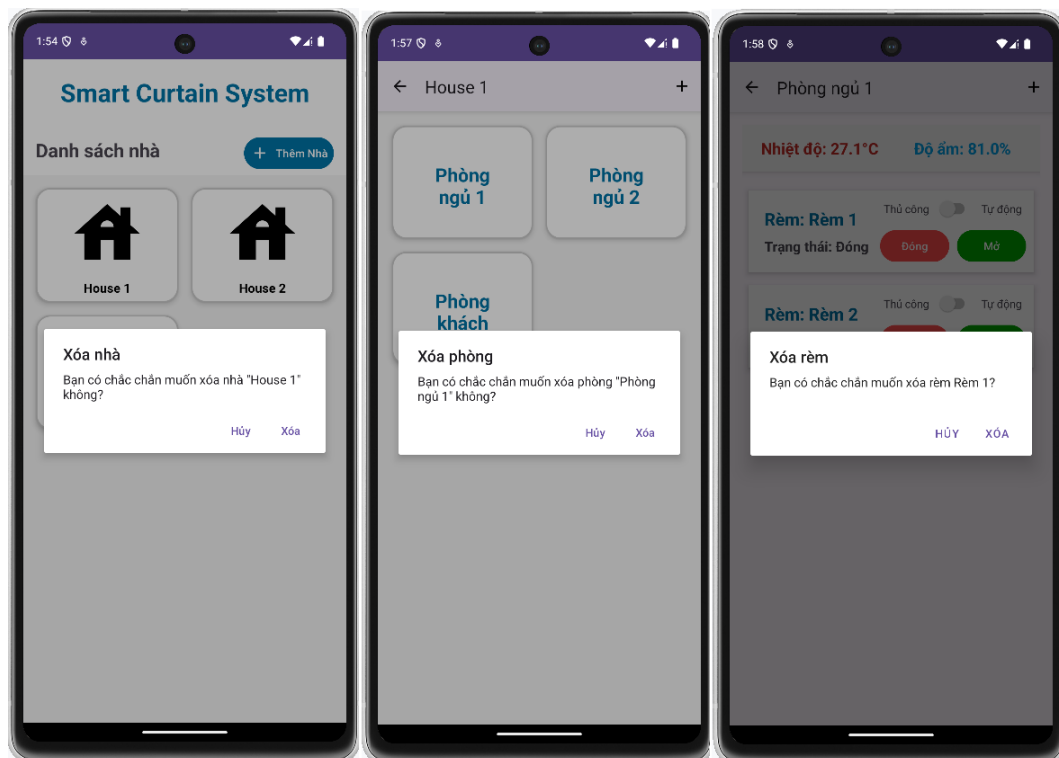 1:54
Smart Curtain System
Danh sách nhà
+ Thêm Nhà
House 1
House 2
Xóa nhà
Bạn có chắc chắn muốn xóa nhà "House 1"
không?
Hủy Xóa
1:57
House 1
Phòng
ngủ 1
Phòng
ngủ 2
Phòng
khách
Xóa phòng
Bạn có chắc chắn muốn xóa phòng "Phòng
ngủ 1" không?
Hủy Xóa
1:58
Phòng ngủ 1
Nhiệt độ: 27.1°C Độ ẩm: 81.0%
Rèm: Rèm 1
Thủ công Tự động
Trạng thái: Đóng
Đóng Mở
Rèm: Rèm 2
Thủ công Tự động
Xóa rèm
Bạn có chắc chắn muốn xóa rèm Rèm 1?
HỦY XÓA